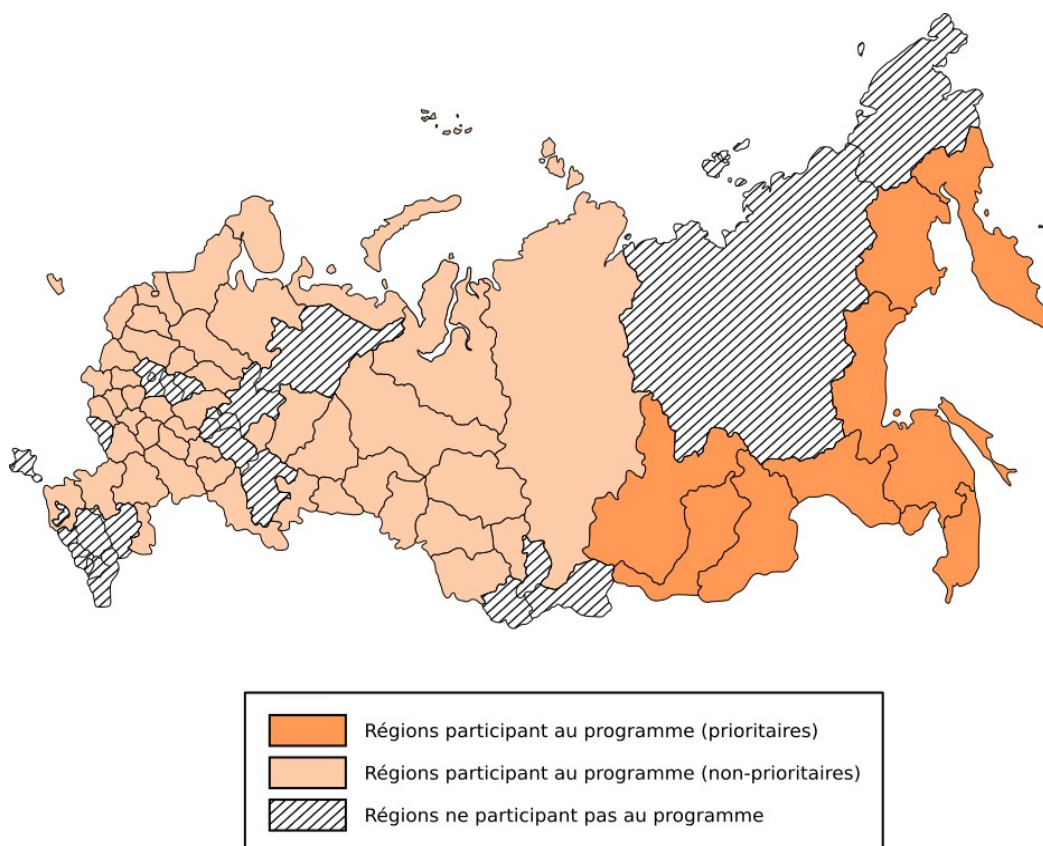 Régions participant au programme (prioritaires)
Régions participant au programme (non-prioritaires)
Régions ne participant pas au programme